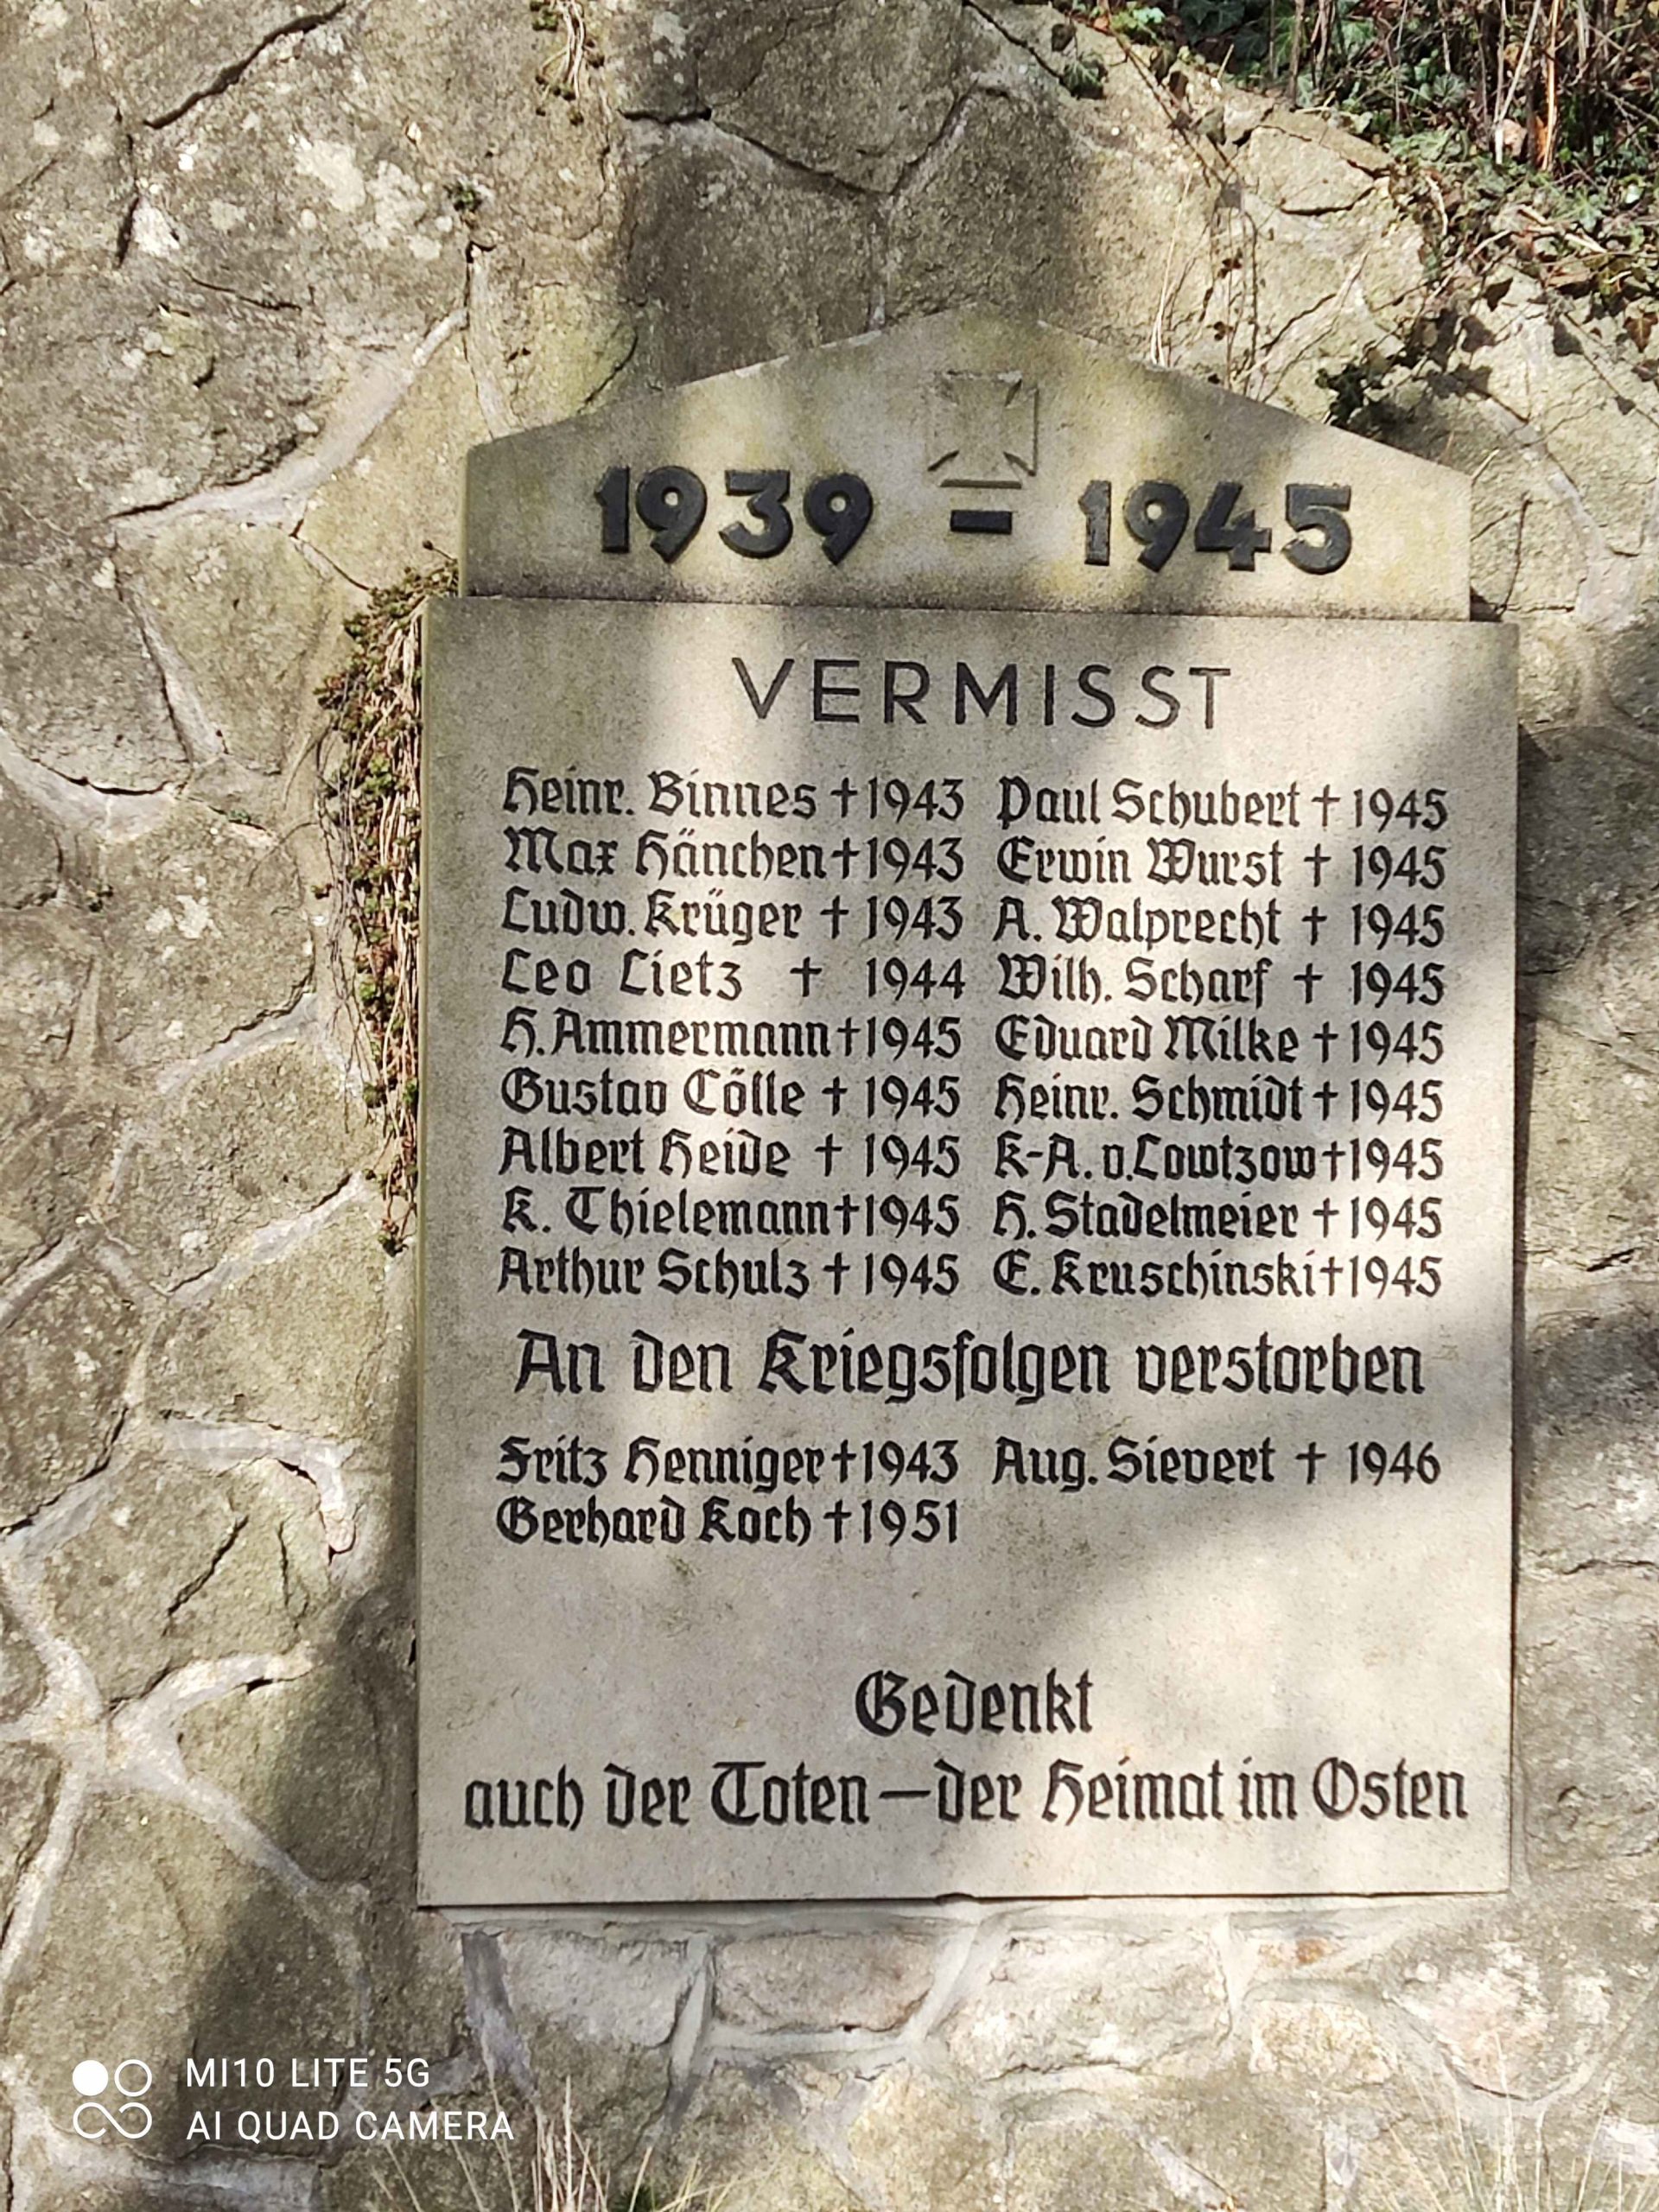 1939 - 1945
VERMISST
Heinr. Binnes † 1943 Paul Schubert † 1945
Max Hänchen † 1943 Erwin Wurst † 1945
Ludw. Krüger † 1943 A. Walprecht † 1945
Leo Lietz † 1944 Wilh. Scharf † 1945
H. Ammermann † 1945 Eduard Milke † 1945
Gustav Cölle † 1945 Heinr. Schmidt † 1945
Albert Heide † 1945 K-A. v. Lowtzow † 1945
K. Thielemann † 1945 H. Stadelmeier † 1945
Arthur Schulz † 1945 E. Kruschinski † 1945
An den Kriegsfolgen verstorben
Fritz Henniger † 1943 Aug. Sievert † 1946
Gerhard Koch † 1951
Gedenkt
auch der Toten — der Heimat im Osten
MI10 LITE 5G
AI QUAD CAMERA